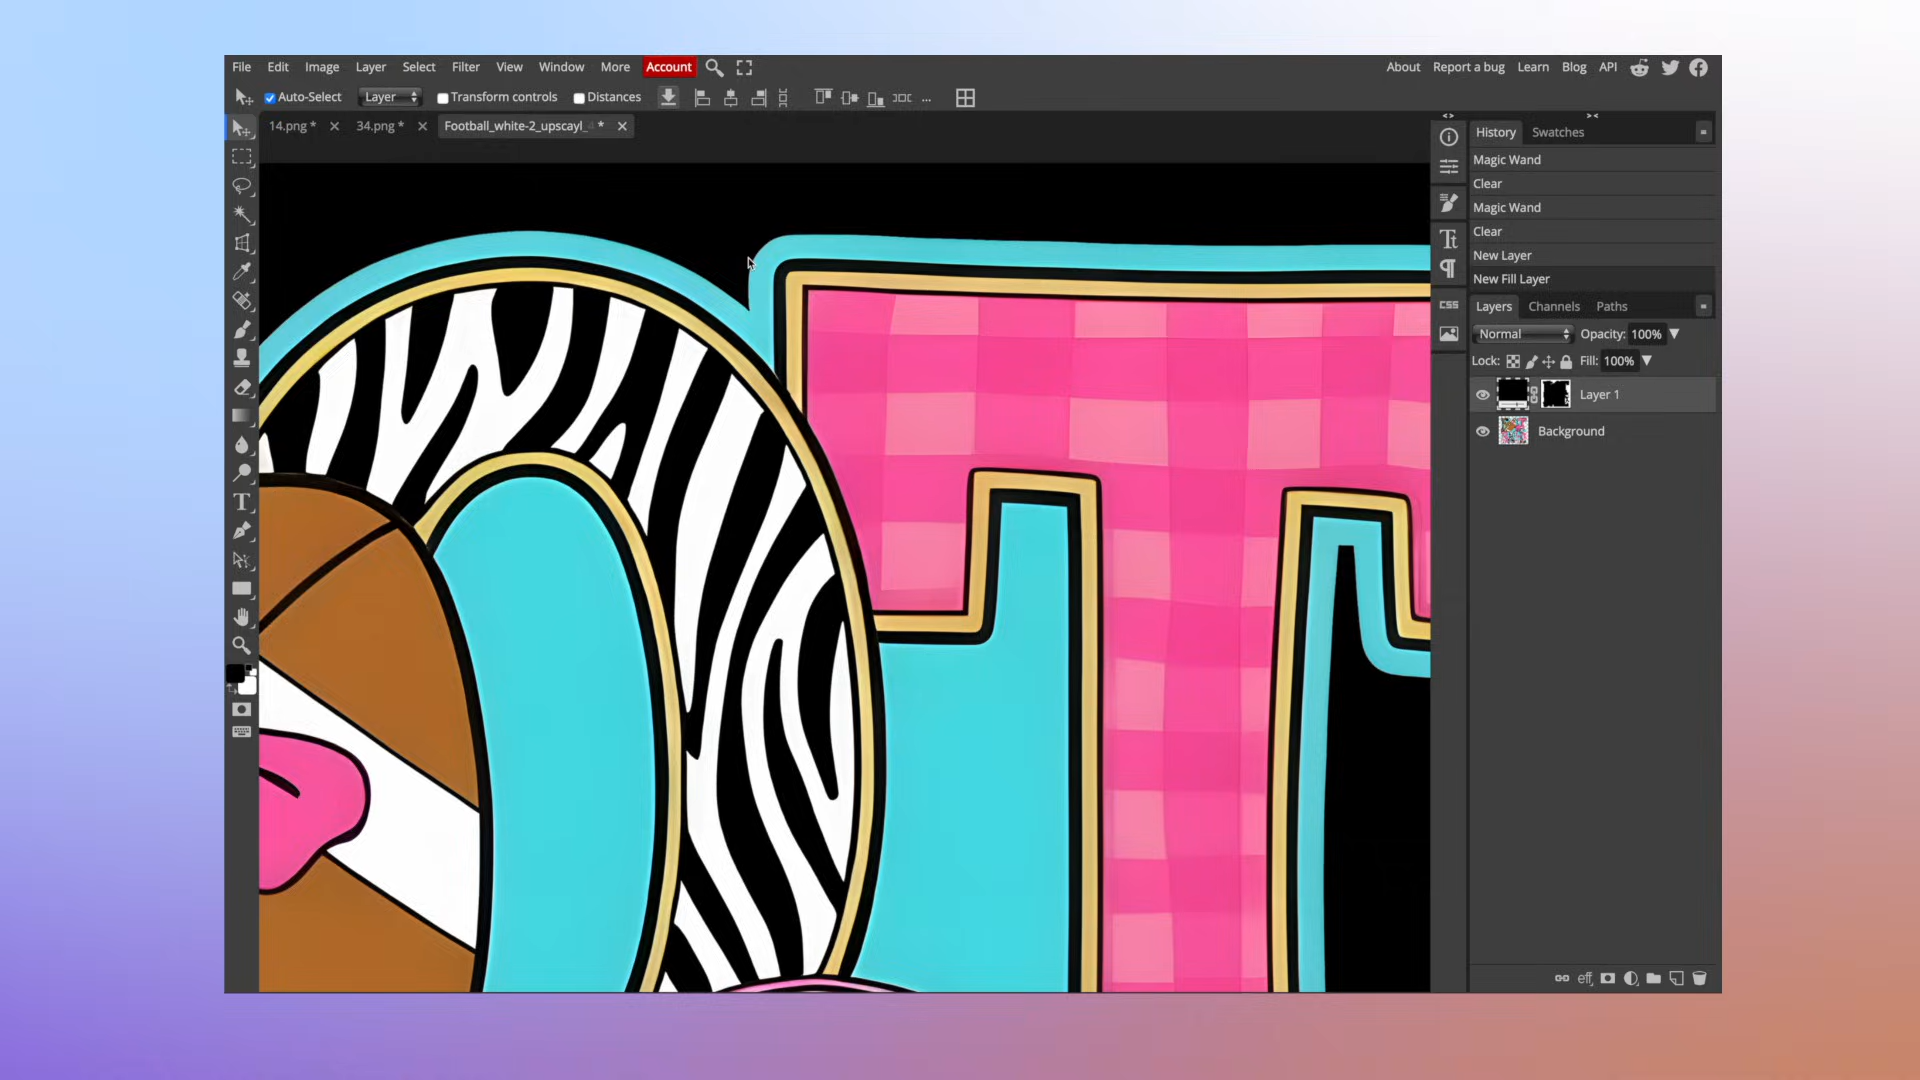 File Edit Image Layer Select Filter View Window More Account About Report a bug Learn Blog API
Auto-Select Layer Transform controls Distances ...
14.png * 34.png * Football_white-2_upscayl_ *
History Swatches
Magic Wand
Clear
Magic Wand
Clear
New Layer
New Fill Layer
Layers Channels Paths
Normal Opacity: 100%
Lock: Fill: 100%
Layer 1
Background
CSS
eff